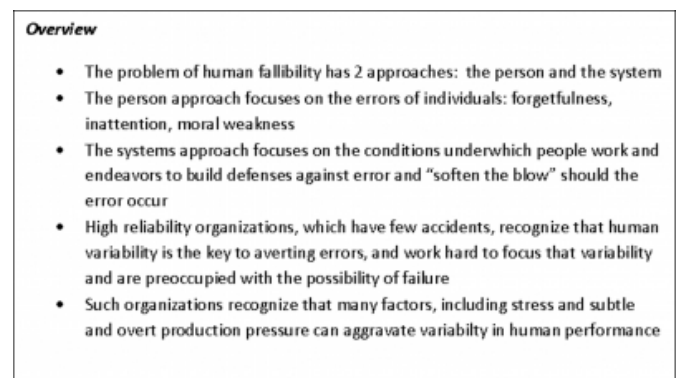 Overview
• The problem of human fallibility has 2 approaches: the person and the system
• The person approach focuses on the errors of individuals: forgetfulness,
inattention, moral weakness
• The systems approach focuses on the conditions underwhich people work and
endeavors to build defenses against error and “soften the blow” should the
error occur
• High reliability organizations, which have few accidents, recognize that human
variability is the key to averting errors, and work hard to focus that variability
and are preoccupied with the possibility of failure
• Such organizations recognize that many factors, including stress and subtle
and overt production pressure can aggravate variabilty in human performance